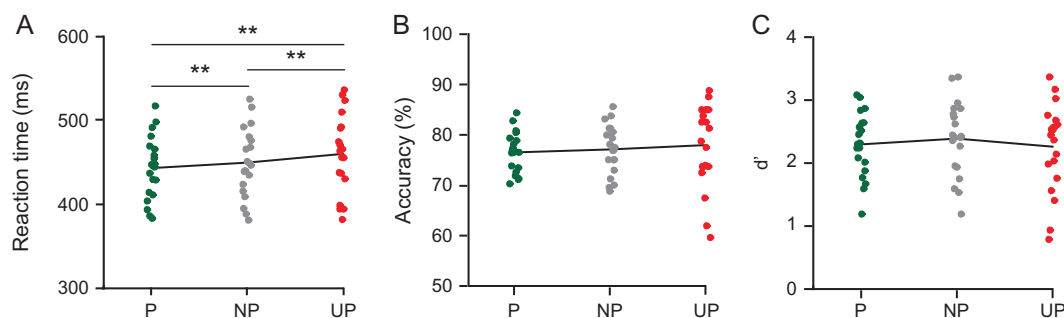 A
Reaction time (ms)
600
500
400
300
**
**
**
P NP UP
B
Accuracy (%)
100
90
80
70
60
50
P NP UP
C
d'
4
3
2
1
0
P NP UP